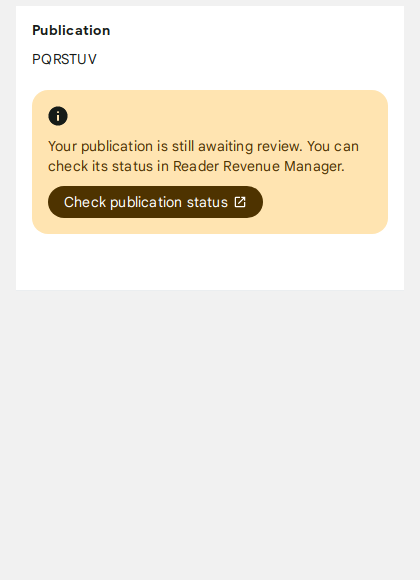 Publication
PQRSTUV
Your publication is still awaiting review. You can
check its status in Reader Revenue Manager.
Check publication status